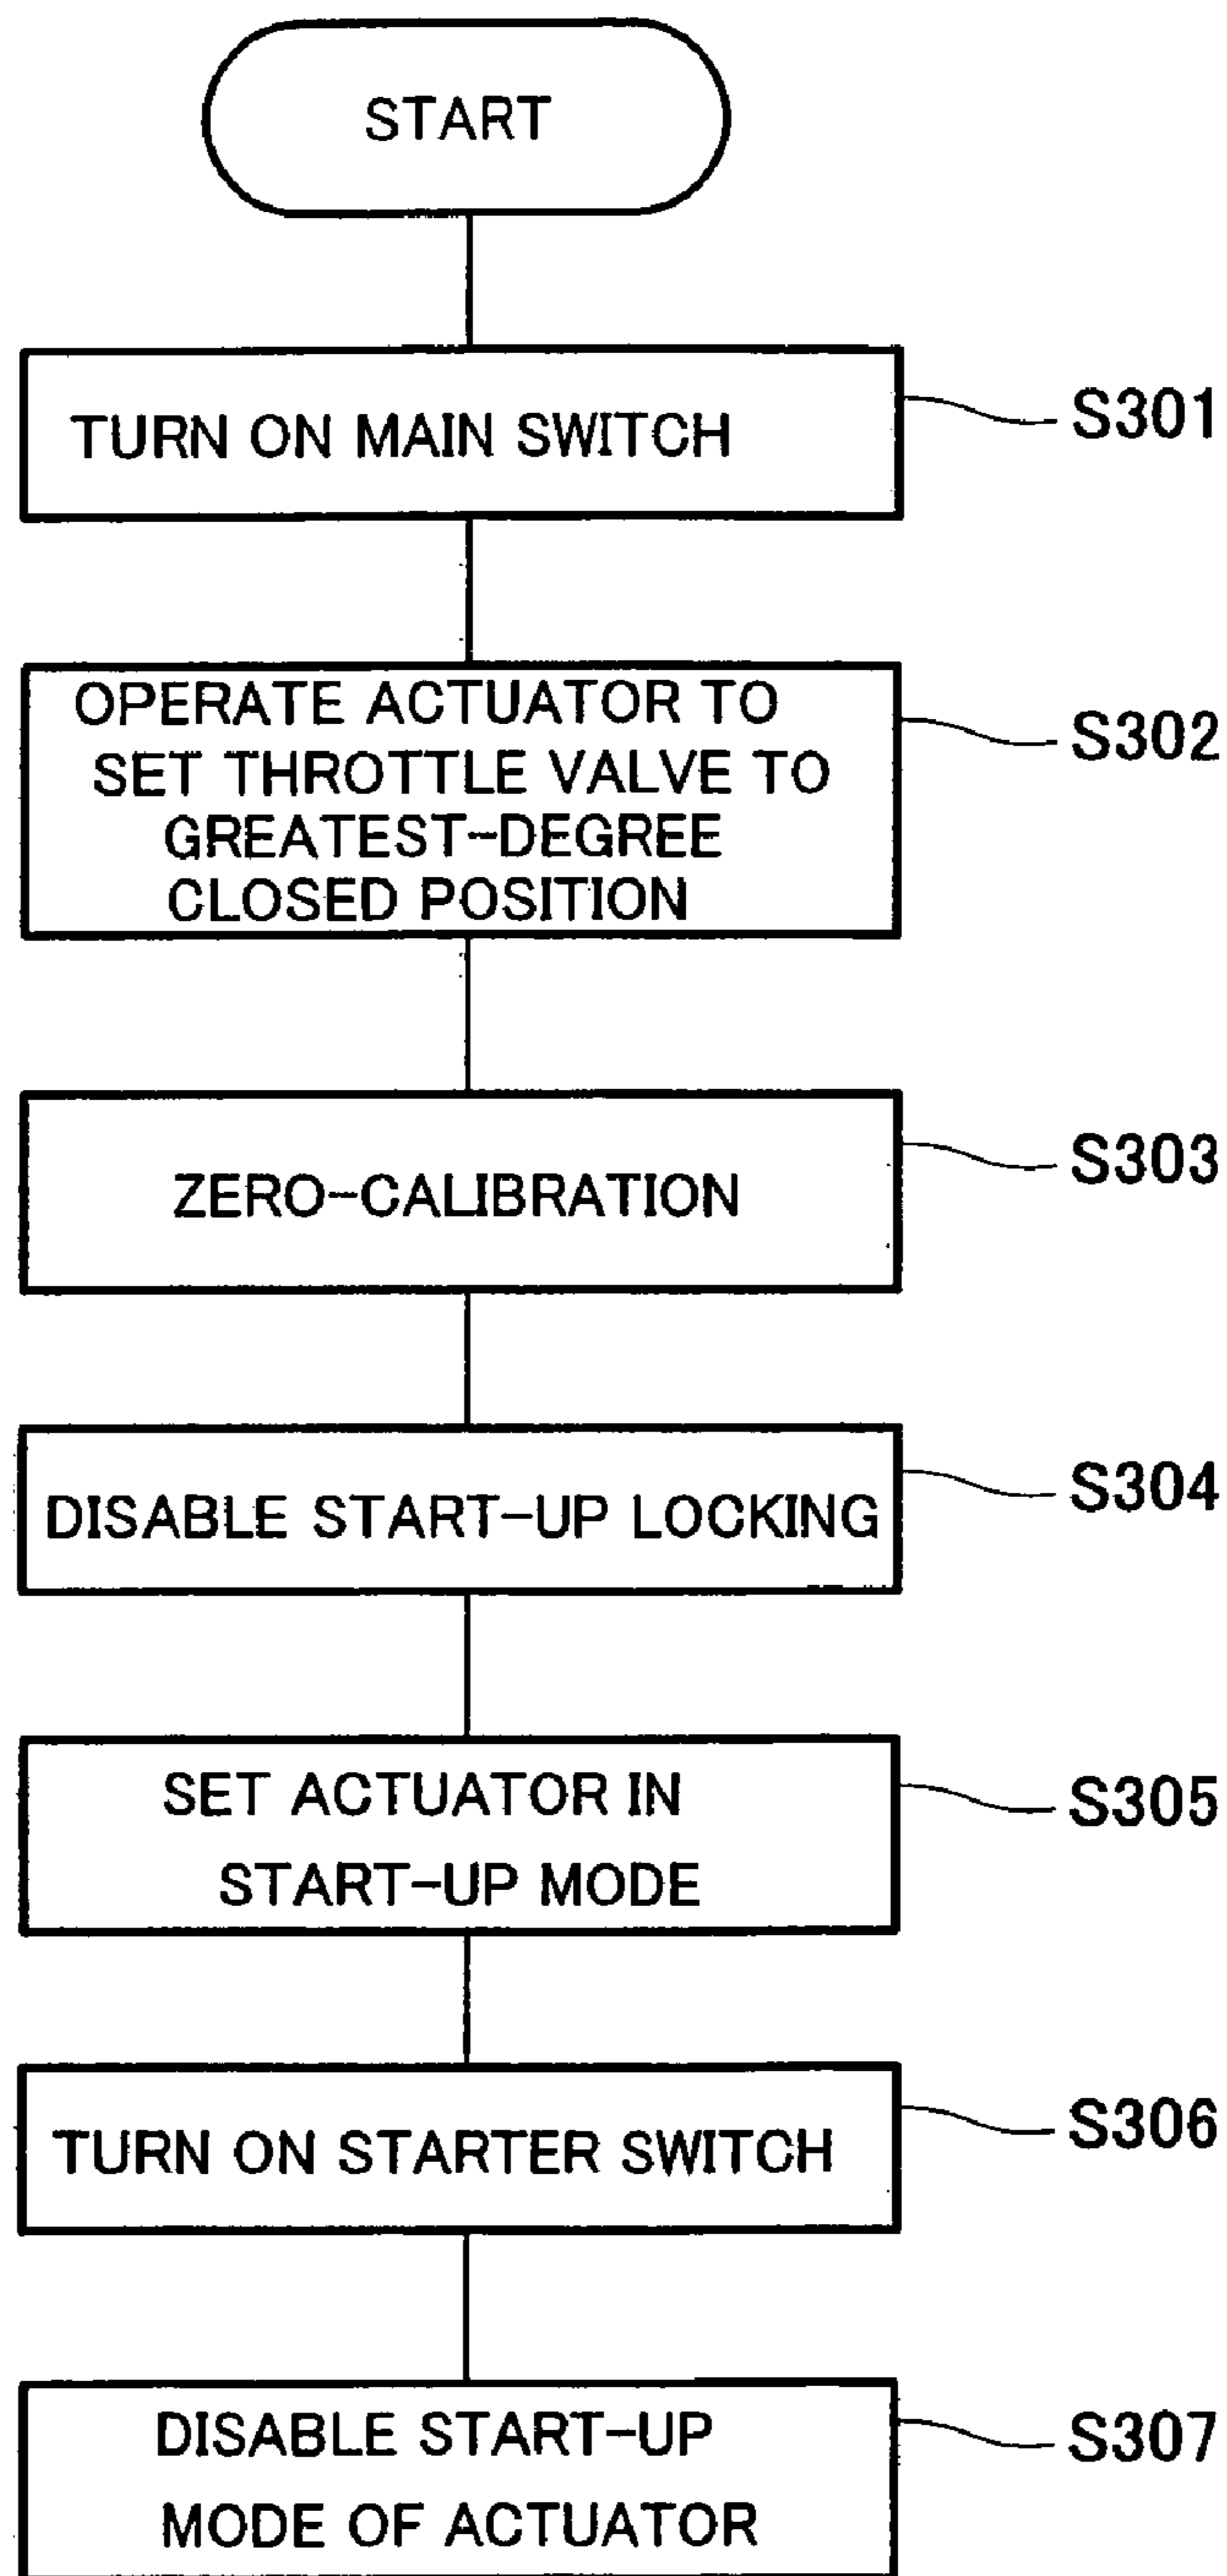 START
TURN ON MAIN SWITCH
S301
OPERATE ACTUATOR TO
SET THROTTLE VALVE TO
GREATEST-DEGREE
CLOSED POSITION
S302
ZERO-CALIBRATION
S303
DISABLE START-UP LOCKING
S304
SET ACTUATOR IN
START-UP MODE
S305
TURN ON STARTER SWITCH
S306
DISABLE START-UP
MODE OF ACTUATOR
S307